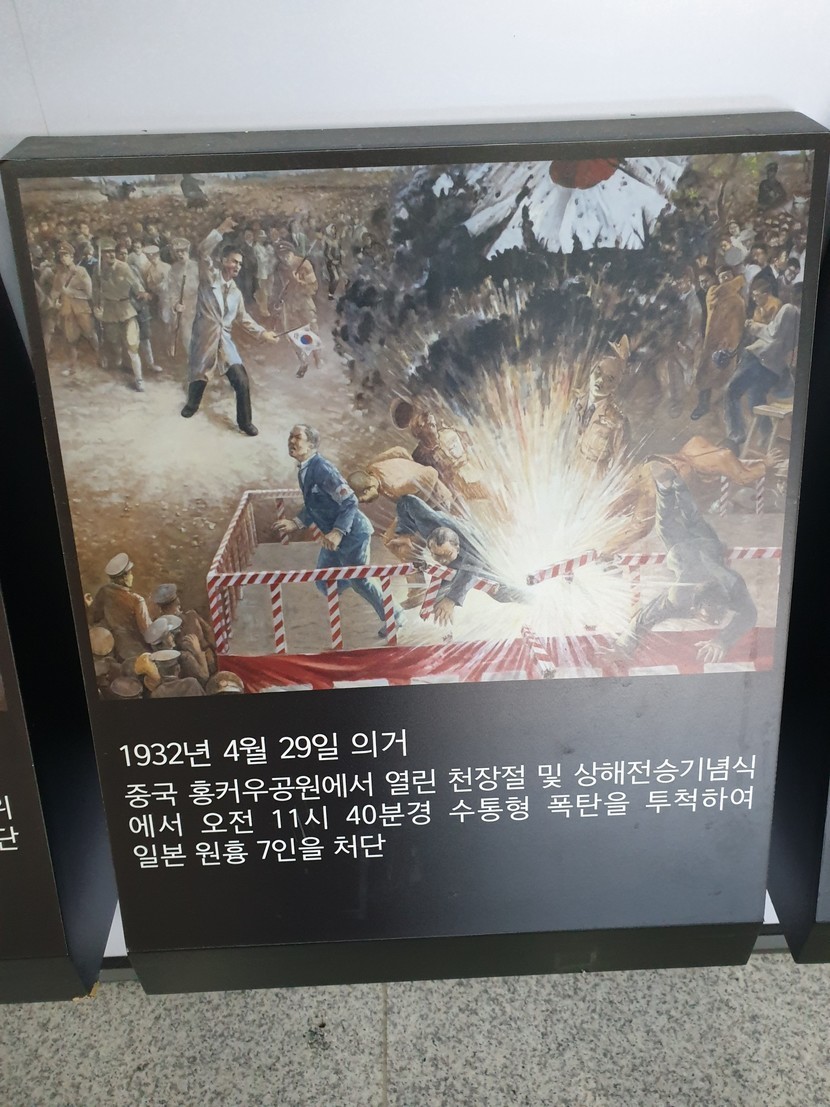 1932년 4월 29일 의거
중국 홍커우공원에서 열린 천장절 및 상해전승기념식
에서 오전 11시 40분경 수통형 폭탄을 투척하여
일본 원흉 7인을 처단
단